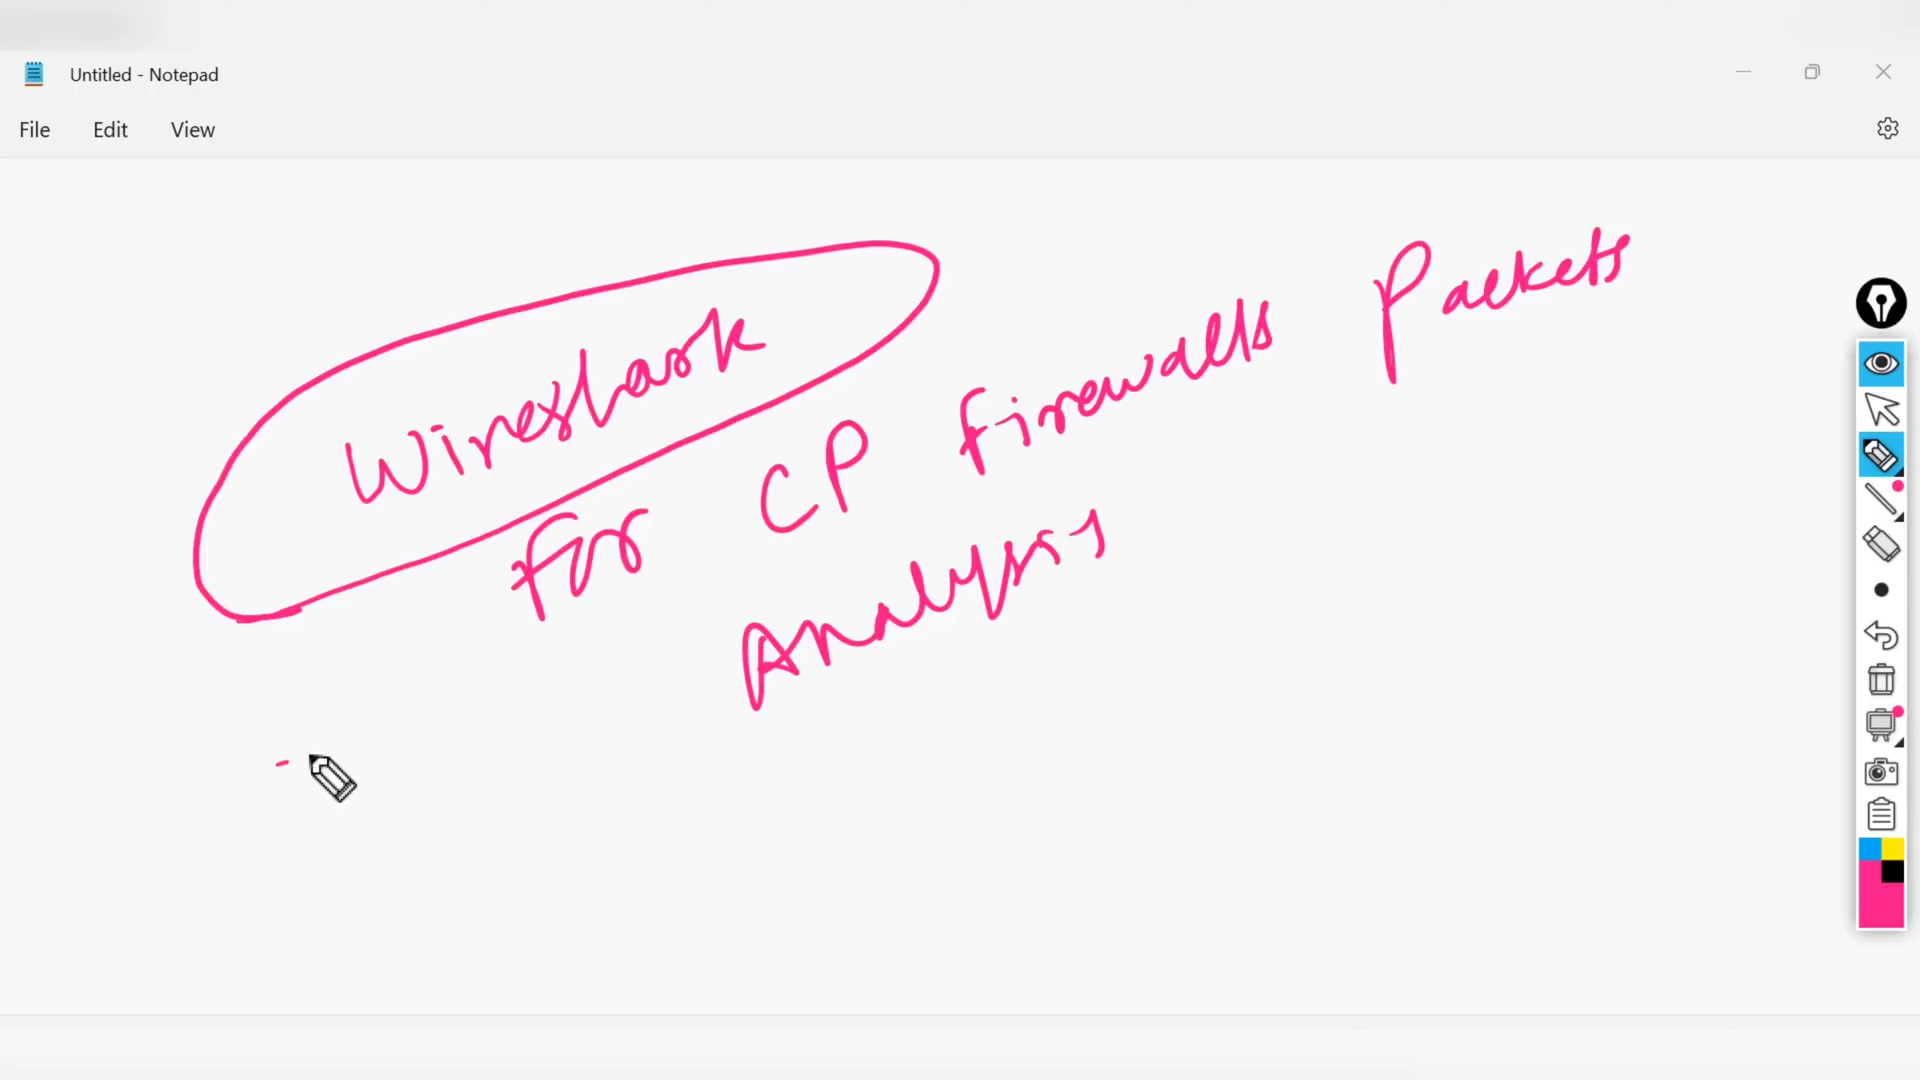 Untitled - Notepad
File Edit View
Wireshark
For CP firewalls Packets
Analysis
-